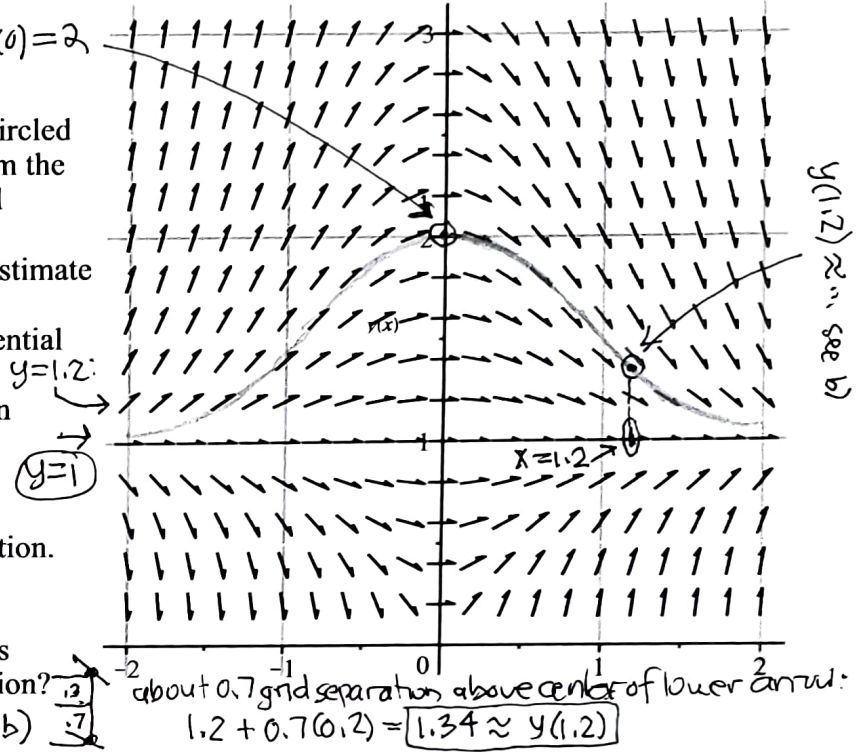 (0)=2
ircled
m the
stimate
ential
y=1.2:
n
y=1
tion.
s
ion?
b)
3
2
y(x)
1
x=1.2
y(1.2)≈", see b)
-2 -1 0 1 2
.3
.7
about 0.7 grid separation above center of lower arrow:
1.2 + 0.7(0.2) = 1.34 ≈ y(1.2)